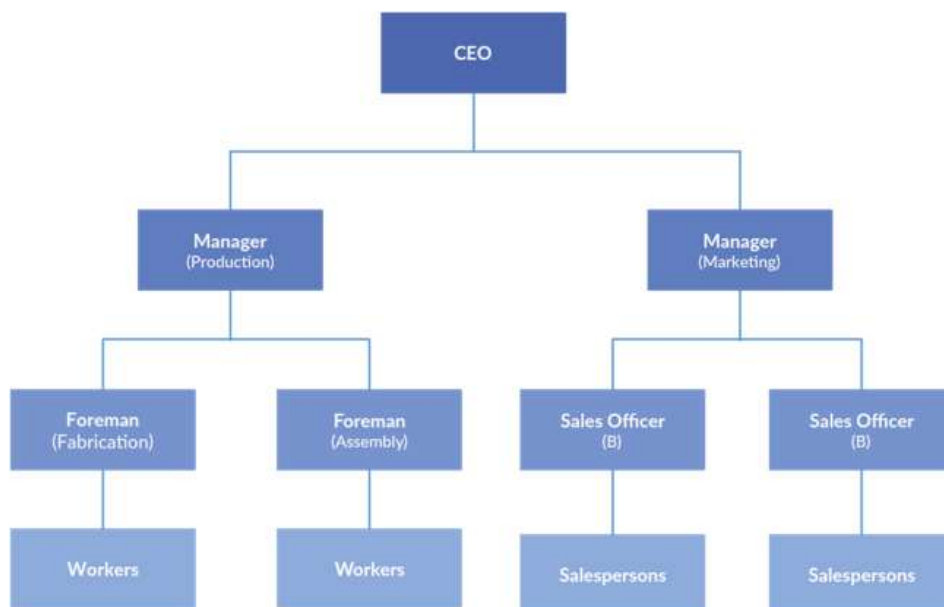 CEO
Manager
(Production)
Manager
(Marketing)
Foreman
(Fabrication)
Foreman
(Assembly)
Sales Officer
(B)
Sales Officer
(B)
Workers
Workers
Salespersons
Salespersons